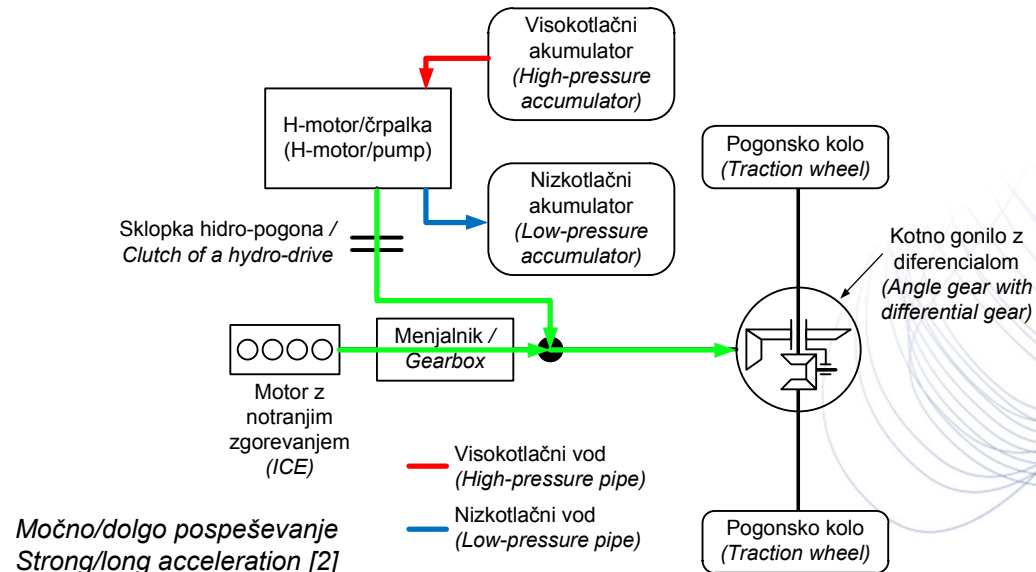 Visokotlačni
akumulator
(High-pressure
accumulator)
H-motor/črpalka
(H-motor/pump)
Pogonsko kolo
(Traction wheel)
Nizkotlačni
akumulator
(Low-pressure
accumulator)
Sklopka hidro-pogona /
Clutch of a hydro-drive
Kotno gonilo z
diferencialom
(Angle gear with
differential gear)
Menjalnik /
Gearbox
Motor z
notranjim
zgorevanjem
(ICE)
Visokotlačni vod
(High-pressure pipe)
Nizkotlačni vod
(Low-pressure pipe)
Pogonsko kolo
(Traction wheel)
Močno/dolgo pospeševanje
Strong/long acceleration [2]